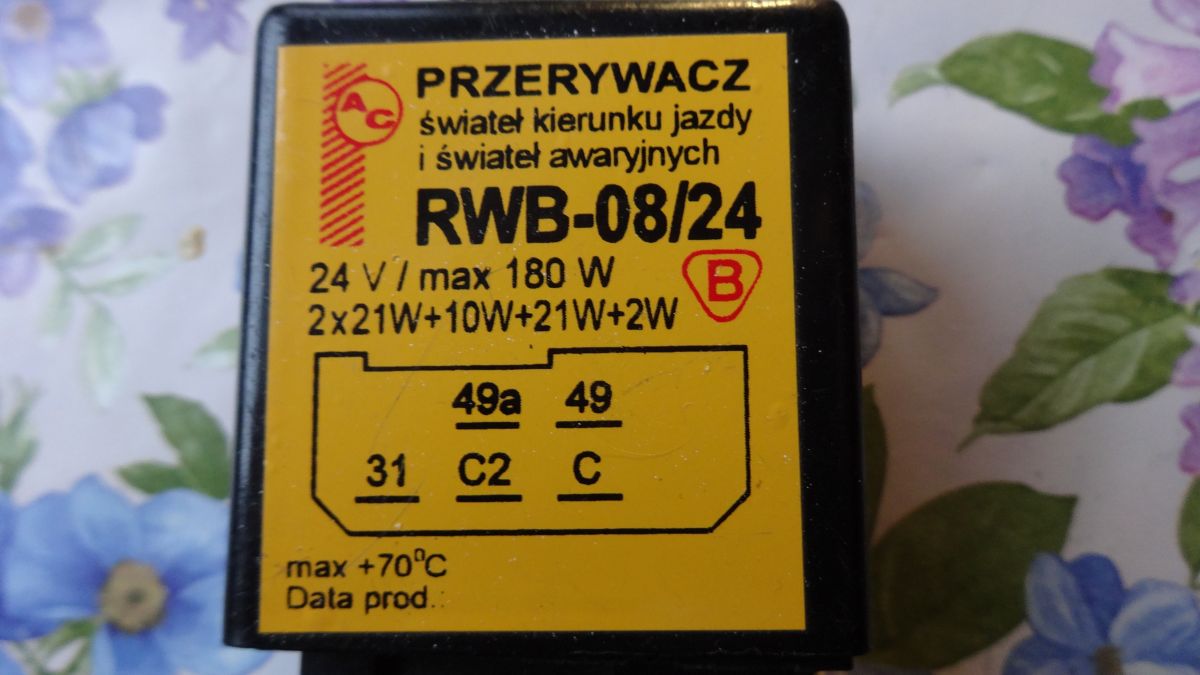 AC
PRZERYWACZ
świateł kierunku jazdy
i świateł awaryjnych
RWB-08/24
24 V / max 180 W
B
2x21W+10W+21W+2W
49a 49
31 C2 C
max +70⁰C
Data prod.: